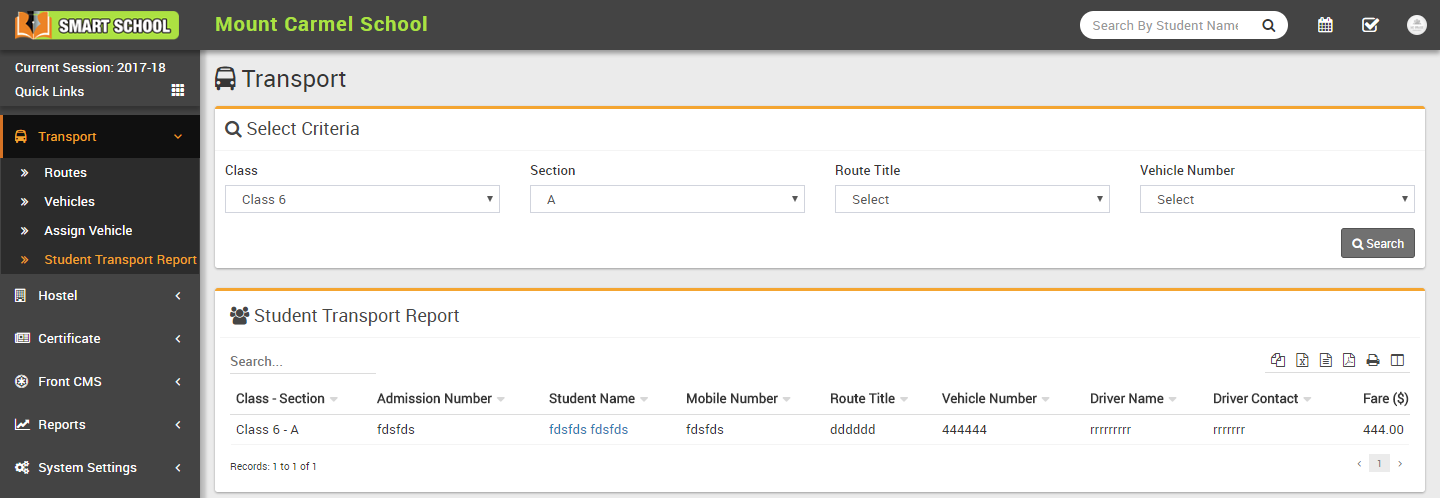 SMART SCHOOL
Mount Carmel School
Search By Student Name
Current Session: 2017-18
Quick Links
Transport
Routes
Vehicles
Assign Vehicle
Student Transport Report
Hostel
Certificate
Front CMS
Reports
System Settings
Transport
Select Criteria
Class Section Route Title Vehicle Number
Class 6 A Select Select
Search
Student Transport Report
Search...
Class - Section Admission Number Student Name Mobile Number Route Title Vehicle Number Driver Name Driver Contact Fare ($)
Class 6 - A fdsfds fdsfds fdsfds fdsfds dddddd 444444 rrrrrrrrr rrrrrrr 444.00
Records: 1 to 1 of 1
1